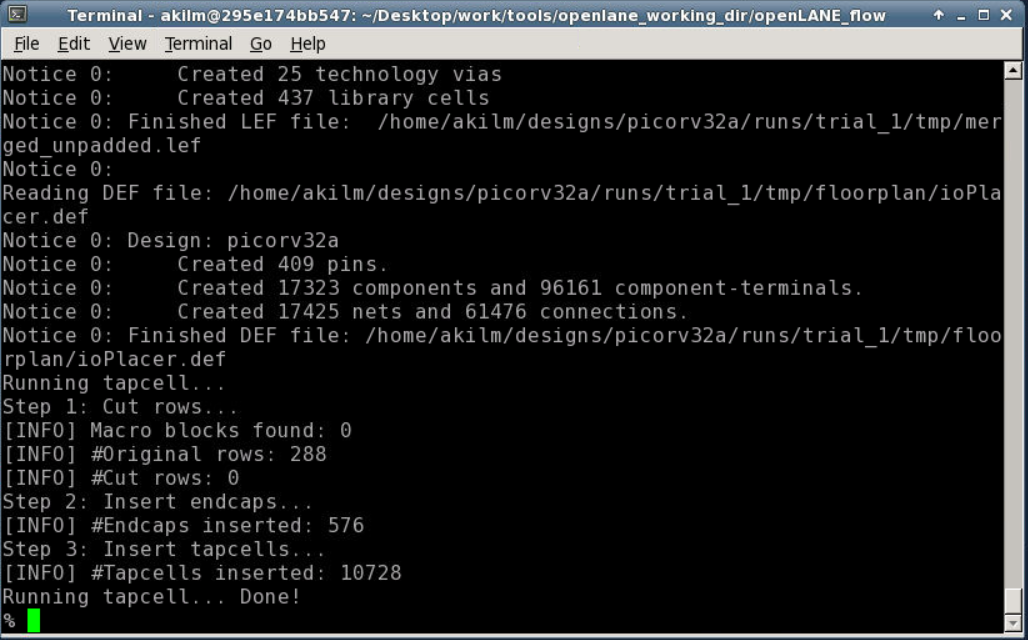 Terminal - akilm@295e174bb547: ~/Desktop/work/tools/openlane_working_dir/openLANE_flow
File Edit View Terminal Go Help
Notice 0:     Created 25 technology vias
Notice 0:     Created 437 library cells
Notice 0: Finished LEF file:  /home/akilm/designs/picorv32a/runs/trial_1/tmp/mer
ged_unpadded.lef
Notice 0:
Reading DEF file: /home/akilm/designs/picorv32a/runs/trial_1/tmp/floorplan/ioPla
cer.def
Notice 0: Design: picorv32a
Notice 0:     Created 409 pins.
Notice 0:     Created 17323 components and 96161 component-terminals.
Notice 0:     Created 17425 nets and 61476 connections.
Notice 0: Finished DEF file: /home/akilm/designs/picorv32a/runs/trial_1/tmp/floo
rplan/ioPlacer.def
Running tapcell...
Step 1: Cut rows...
[INFO] Macro blocks found: 0
[INFO] #Original rows: 288
[INFO] #Cut rows: 0
Step 2: Insert endcaps...
[INFO] #Endcaps inserted: 576
Step 3: Insert tapcells...
[INFO] #Tapcells inserted: 10728
Running tapcell... Done!
%